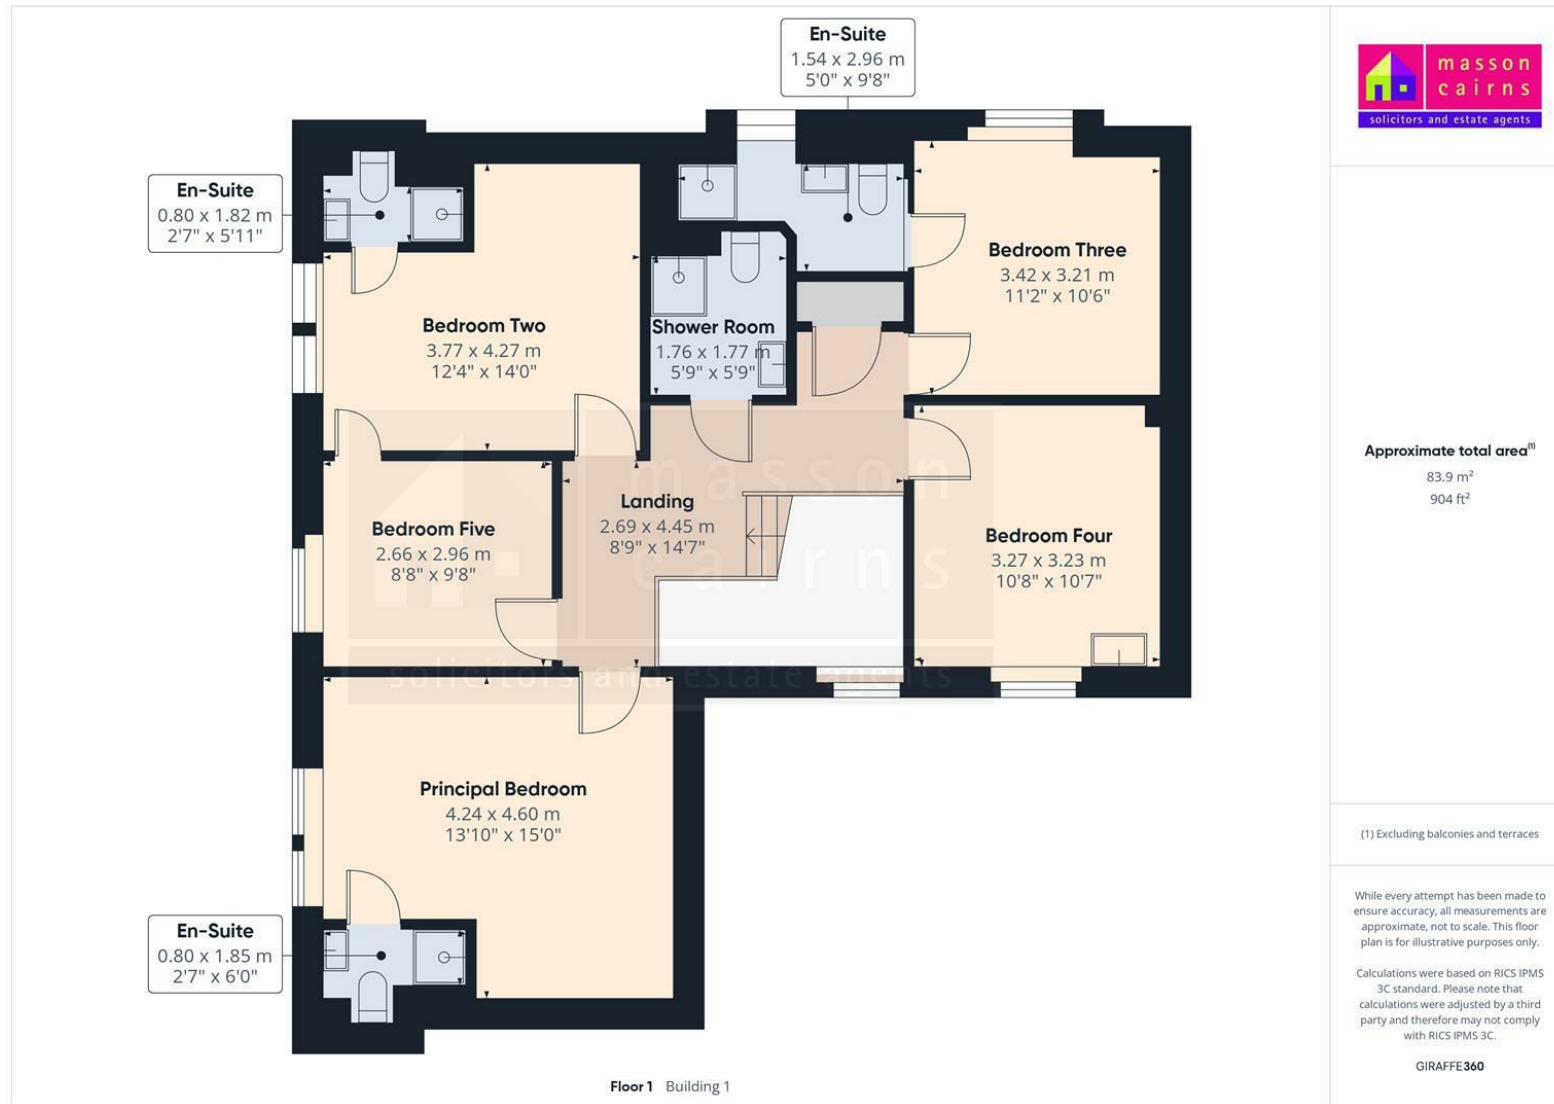 En-Suite
1.54 x 2.96 m
5'0" x 9'8"
En-Suite
0.80 x 1.82 m
2'7" x 5'11"
Bedroom Three
3.42 x 3.21 m
11'2" x 10'6"
Bedroom Two
3.77 x 4.27 m
12'4" x 14'0"
Shower Room
1.76 x 1.77 m
5'9" x 5'9"
Landing
2.69 x 4.45 m
8'9" x 14'7"
Bedroom Five
2.66 x 2.96 m
8'8" x 9'8"
Bedroom Four
3.27 x 3.23 m
10'8" x 10'7"
masson
cairns
solicitors and estate agents
Principal Bedroom
4.24 x 4.60 m
13'10" x 15'0"
En-Suite
0.80 x 1.85 m
2'7" x 6'0"
Floor 1 Building 1
masson
cairns
solicitors and estate agents
Approximate total area(1)
83.9 m²
904 ft²
(1) Excluding balconies and terraces
While every attempt has been made to
ensure accuracy, all measurements are
approximate, not to scale. This floor
plan is for illustrative purposes only.
Calculations were based on RICS IPMS
3C standard. Please note that
calculations were adjusted by a third
party and therefore may not comply
with RICS IPMS 3C.
GIRAFFE360